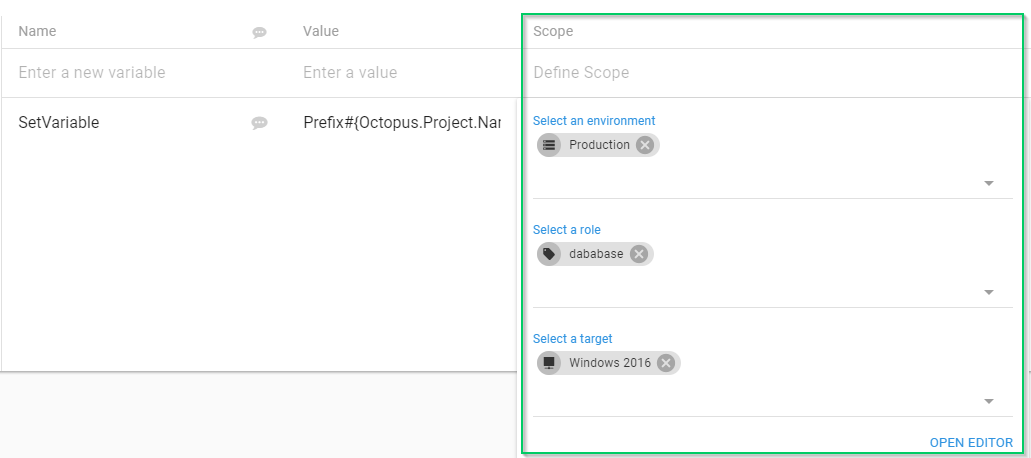 Name Value Scope
Enter a new variable Enter a value Define Scope
SetVariable Prefix#{Octopus.Project.Nar
Select an environment
Production
Select a role
dababase
Select a target
Windows 2016
OPEN EDITOR